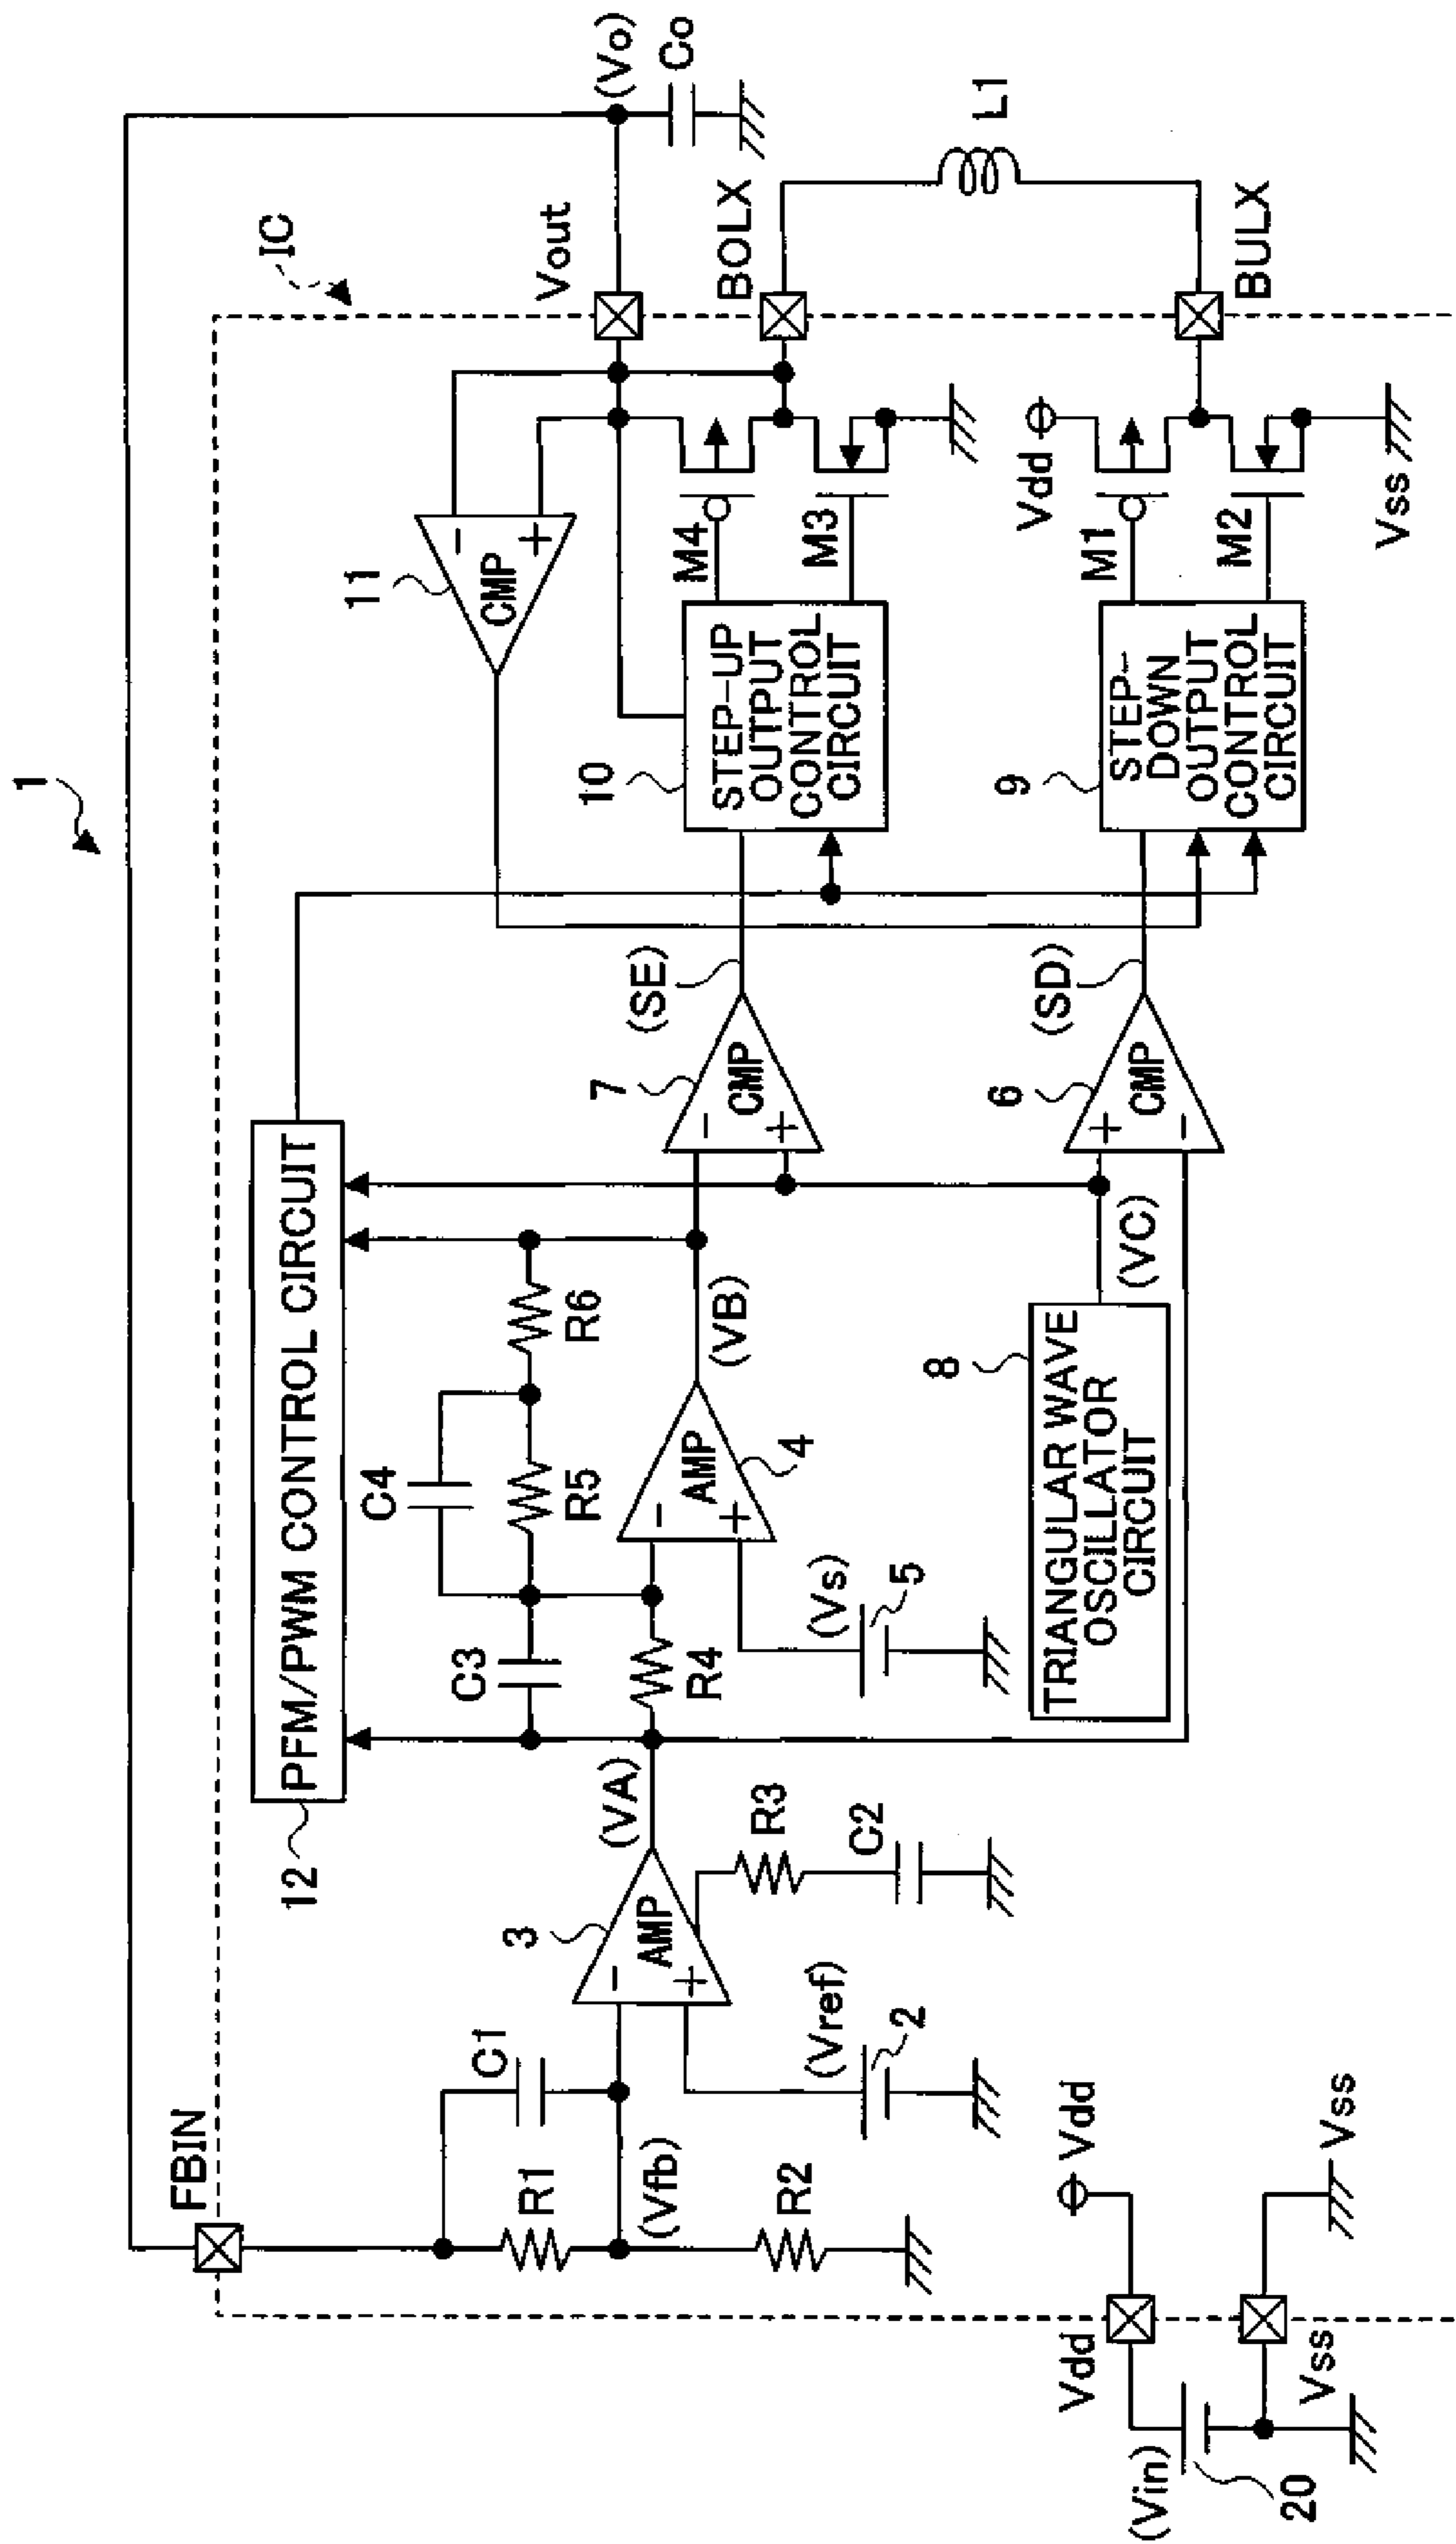 1
IC
FBIN
12
PFM/PWM CONTROL CIRCUIT
C1
R1
(Vfb)
R2
3
AMP
−
+
(Vref)
2
R3
C2
(VA)
C3
R4
C4
R5
R6
AMP
−
+
4
(Vs)
5
(VB)
8
TRIANGULAR WAVE
OSCILLATOR
CIRCUIT
(VC)
7
CMP
−
+
(SE)
6
CMP
+
−
(SD)
11
CMP
−
+
10
STEP-UP
OUTPUT
CONTROL
CIRCUIT
9
STEP-
DOWN
OUTPUT
CONTROL
CIRCUIT
M4
M3
Vdd
M1
M2
Vss
Vout
(Vo)
Co
BOLX
L1
BULX
Vdd
Vdd
(Vin)
20
Vss
Vss